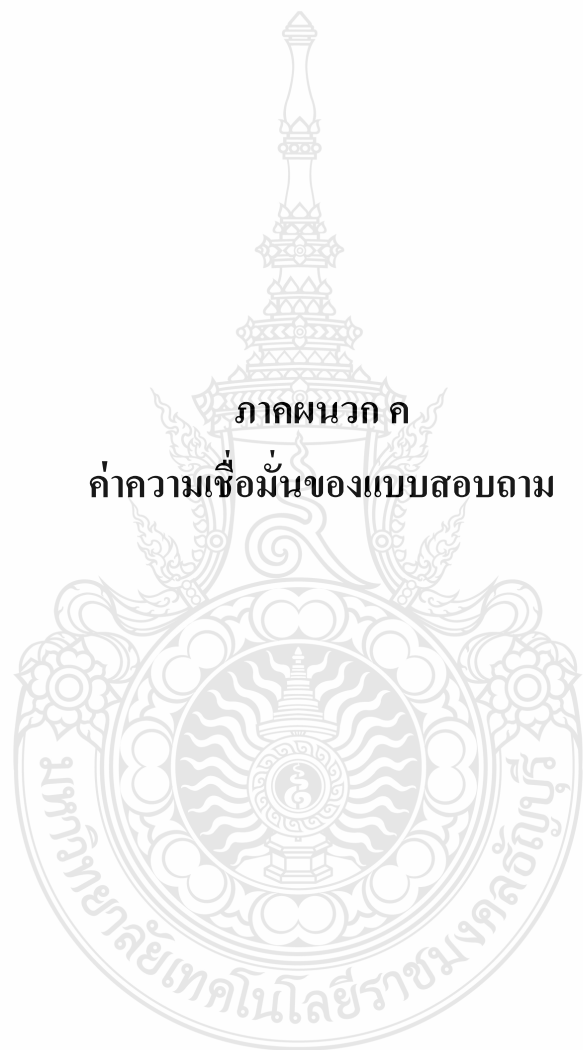 ภาคผนวก ค
ค่าความเชื่อมั่นของแบบสอบถาม
มหาวิทยาลัยเทคโนโลยีราชมงคลธัญบุรี